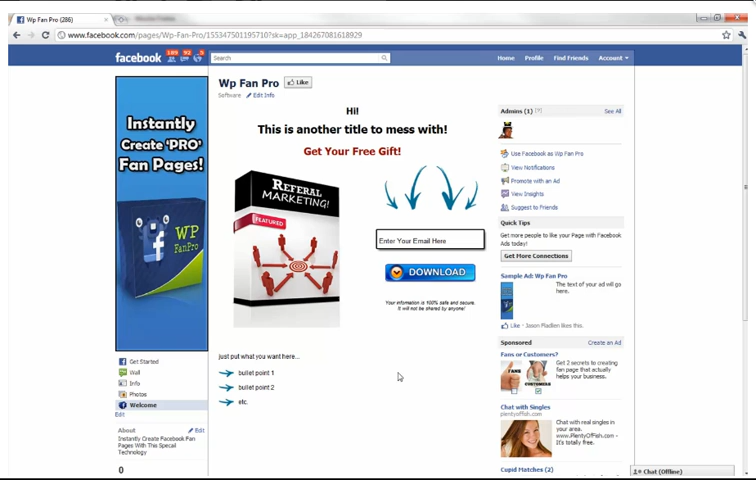 Wp Fan Pro (286)
www.facebook.com/pages/Wp-Fan-Pro/155347501195710?sk=app_184267081618929
facebook
189
92
Search
Home
Profile
Find Friends
Account
Instantly
Create 'PRO'
Fan Pages!
WP
FanPro
Get Started
Wall
Info
Photos
Welcome
Edit
About
Edit
Instantly Create Facebook Fan
Pages With This Special
Technology
0
Wp Fan Pro
Like
Software
Edit Info
Hi!
This is another title to mess with!
Get Your Free Gift!
REFERAL
MARKETING!
FEATURED
Enter Your Email Here
DOWNLOAD
Your information is 100% safe and secure.
It will not be shared by anyone!
just put what you want here...
bullet point 1
bullet point 2
etc.
Admins (1) [?]
See All
Use Facebook as Wp Fan Pro
View Notifications
Promote with an Ad
View Insights
Suggest to Friends
Quick Tips
Get more people to like your Page with Facebook
Ads today!
Get More Connections
Sample Ad: Wp Fan Pro
The text of your ad will go
here.
Like · Jason Fladlien likes this.
Sponsored
Create an Ad
Fans or Customers?
FANS
CUSTOMERS
Get 2 secrets to creating
fan page that actually
helps your business.
Chat with Singles
plentyoffish.com
Chat with real singles in
your area.
www.PlentyOfFish.com -
It's totally free.
Cupid Matches (2)
Chat (Offline)